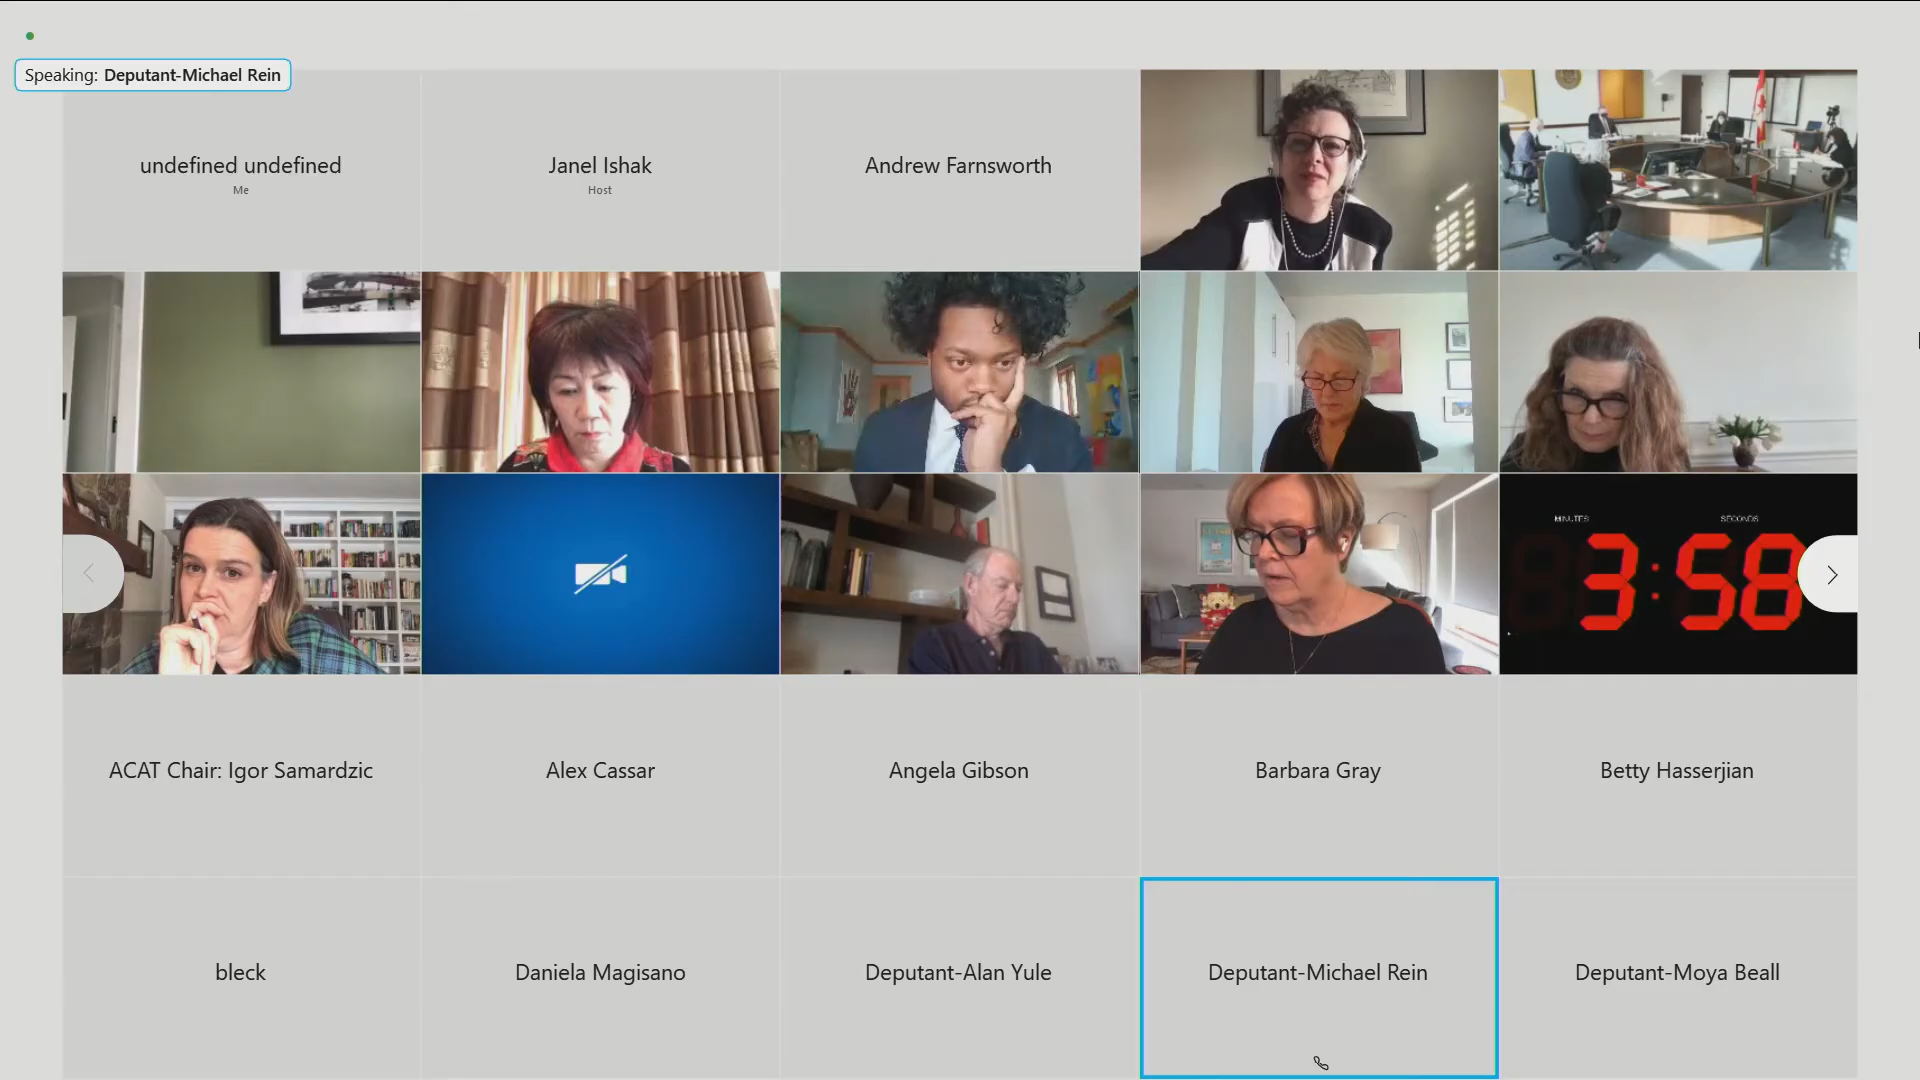 Speaking: Deputant-Michael Rein
undefined undefined
Me
Janel Ishak
Host
Andrew Farnsworth
MINUTES
SECONDS
3:58
ACAT Chair: Igor Samardzic
Alex Cassar
Angela Gibson
Barbara Gray
Betty Hasserjian
bleck
Daniela Magisano
Deputant-Alan Yule
Deputant-Michael Rein
Deputant-Moya Beall